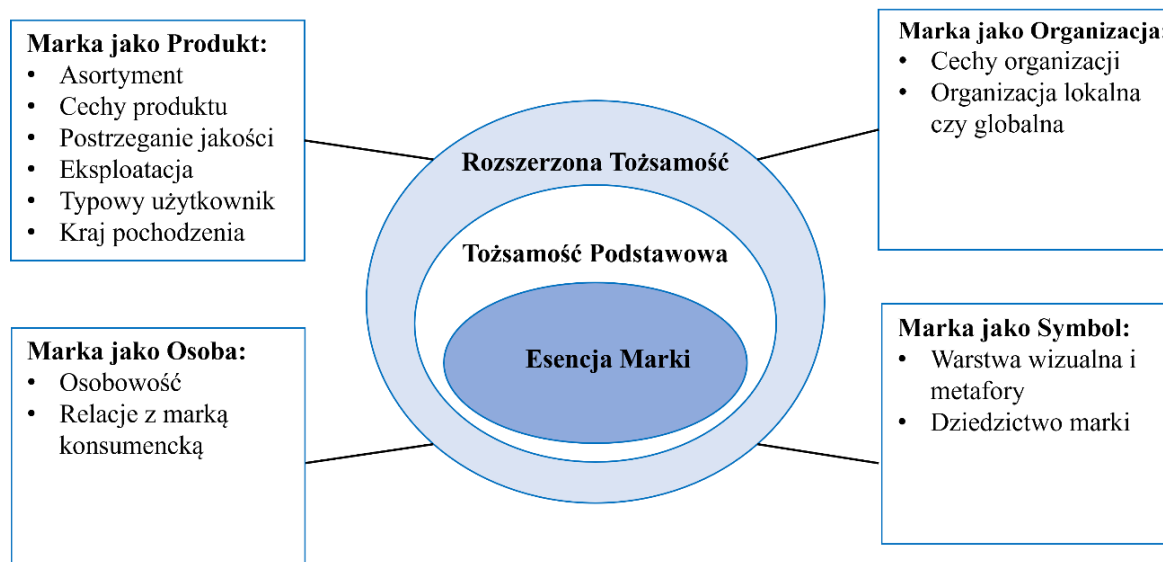 Marka jako Produkt:
• Asortyment
• Cechy produktu
• Postrzeganie jakości
• Eksploatacja
• Typowy użytkownik
• Kraj pochodzenia
Marka jako Organizacja:
• Cechy organizacji
• Organizacja lokalna
czy globalna
Rozszerzona Tożsamość
Tożsamość Podstawowa
Esencja Marki
Marka jako Osoba:
• Osobowość
• Relacje z marką
konsumencką
Marka jako Symbol:
• Warstwa wizualna i
metafory
• Dziedzictwo marki